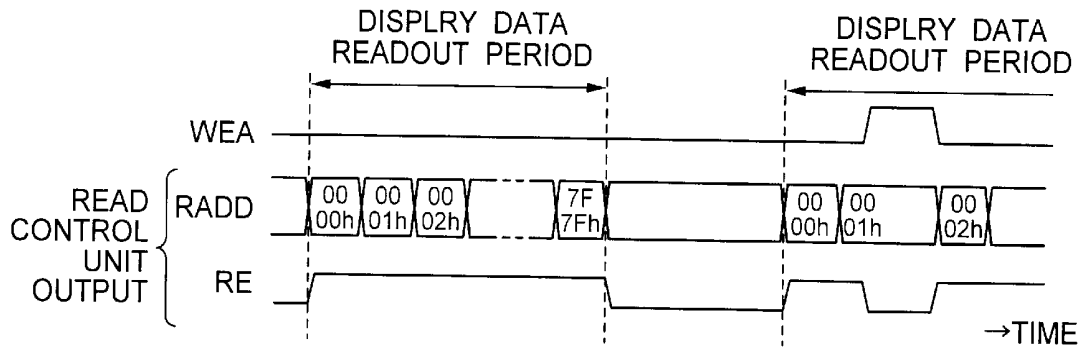 DISPLRY DATA
READOUT PERIOD
DISPLRY DATA
READOUT PERIOD
WEA
READ
CONTROL
UNIT
OUTPUT
RADD
00
00h
00
01h
00
02h
7F
7Fh
00
00h
00
01h
00
02h
RE
→TIME